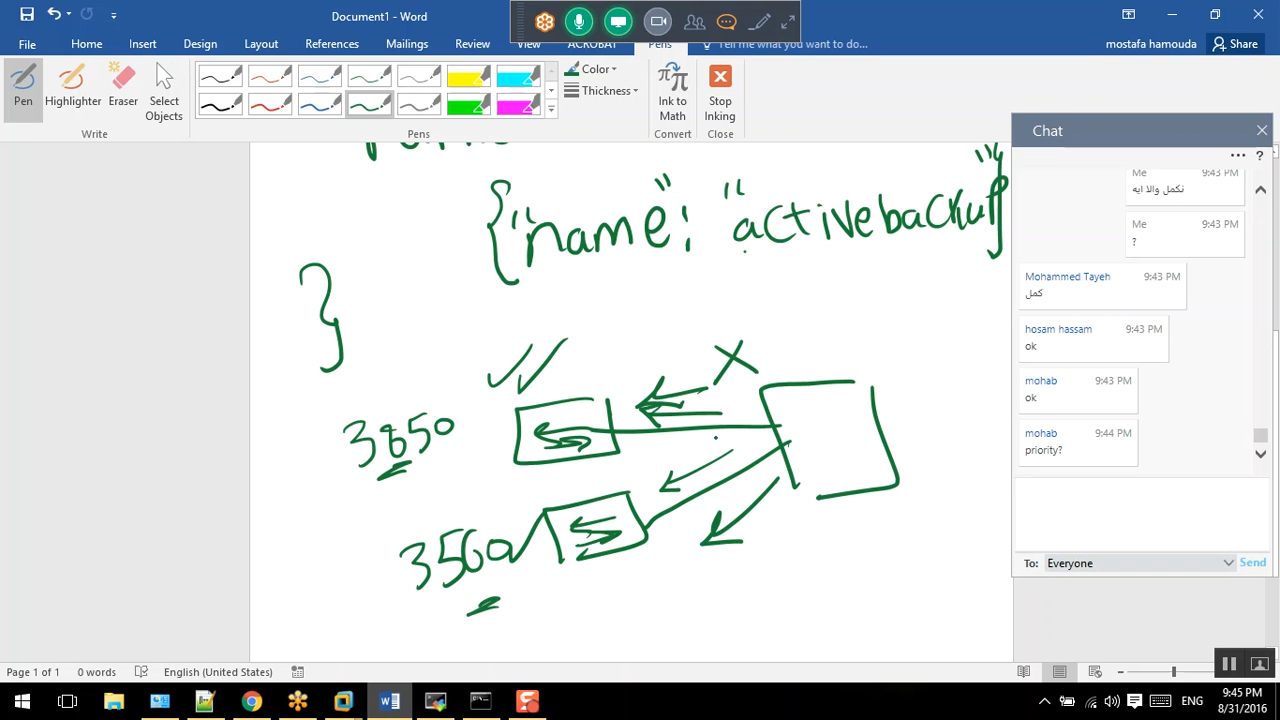 Document1 - Word
mostafa hamouda
Share
File
Home
Insert
Design
Layout
References
Mailings
Review
View
ACROBAT
Pens
Tell me what you want to do...
Pen
Highlighter
Eraser
Select Objects
Color
Thickness
Ink to Math
Stop Inking
Write
Pens
Convert
Close
{"name": "activebackup"}
}
X
3850
3560
Chat
Me 9:43 PM
نكمل والا ايه
Me 9:43 PM
?
Mohammed Tayeh 9:43 PM
كمل
hosam hassam 9:43 PM
ok
mohab 9:43 PM
ok
mohab 9:44 PM
priority?
To: Everyone Send
Page 1 of 1 0 words English (United States)
ENG
9:45 PM
8/31/2016